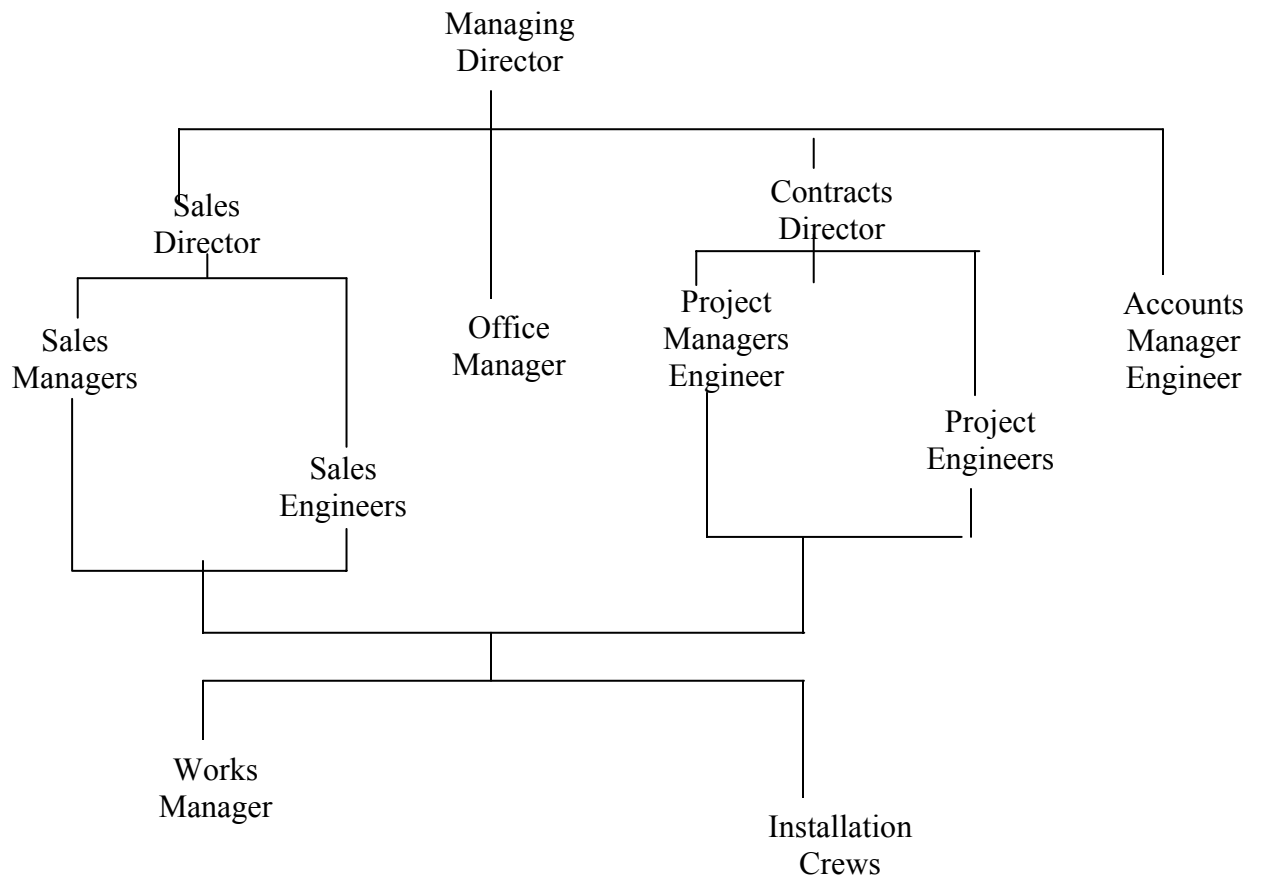 Managing
Director
Sales
Director
Contracts
Director
Sales
Managers
Office
Manager
Project
Managers
Engineer
Accounts
Manager
Engineer
Sales
Engineers
Project
Engineers
Works
Manager
Installation
Crews